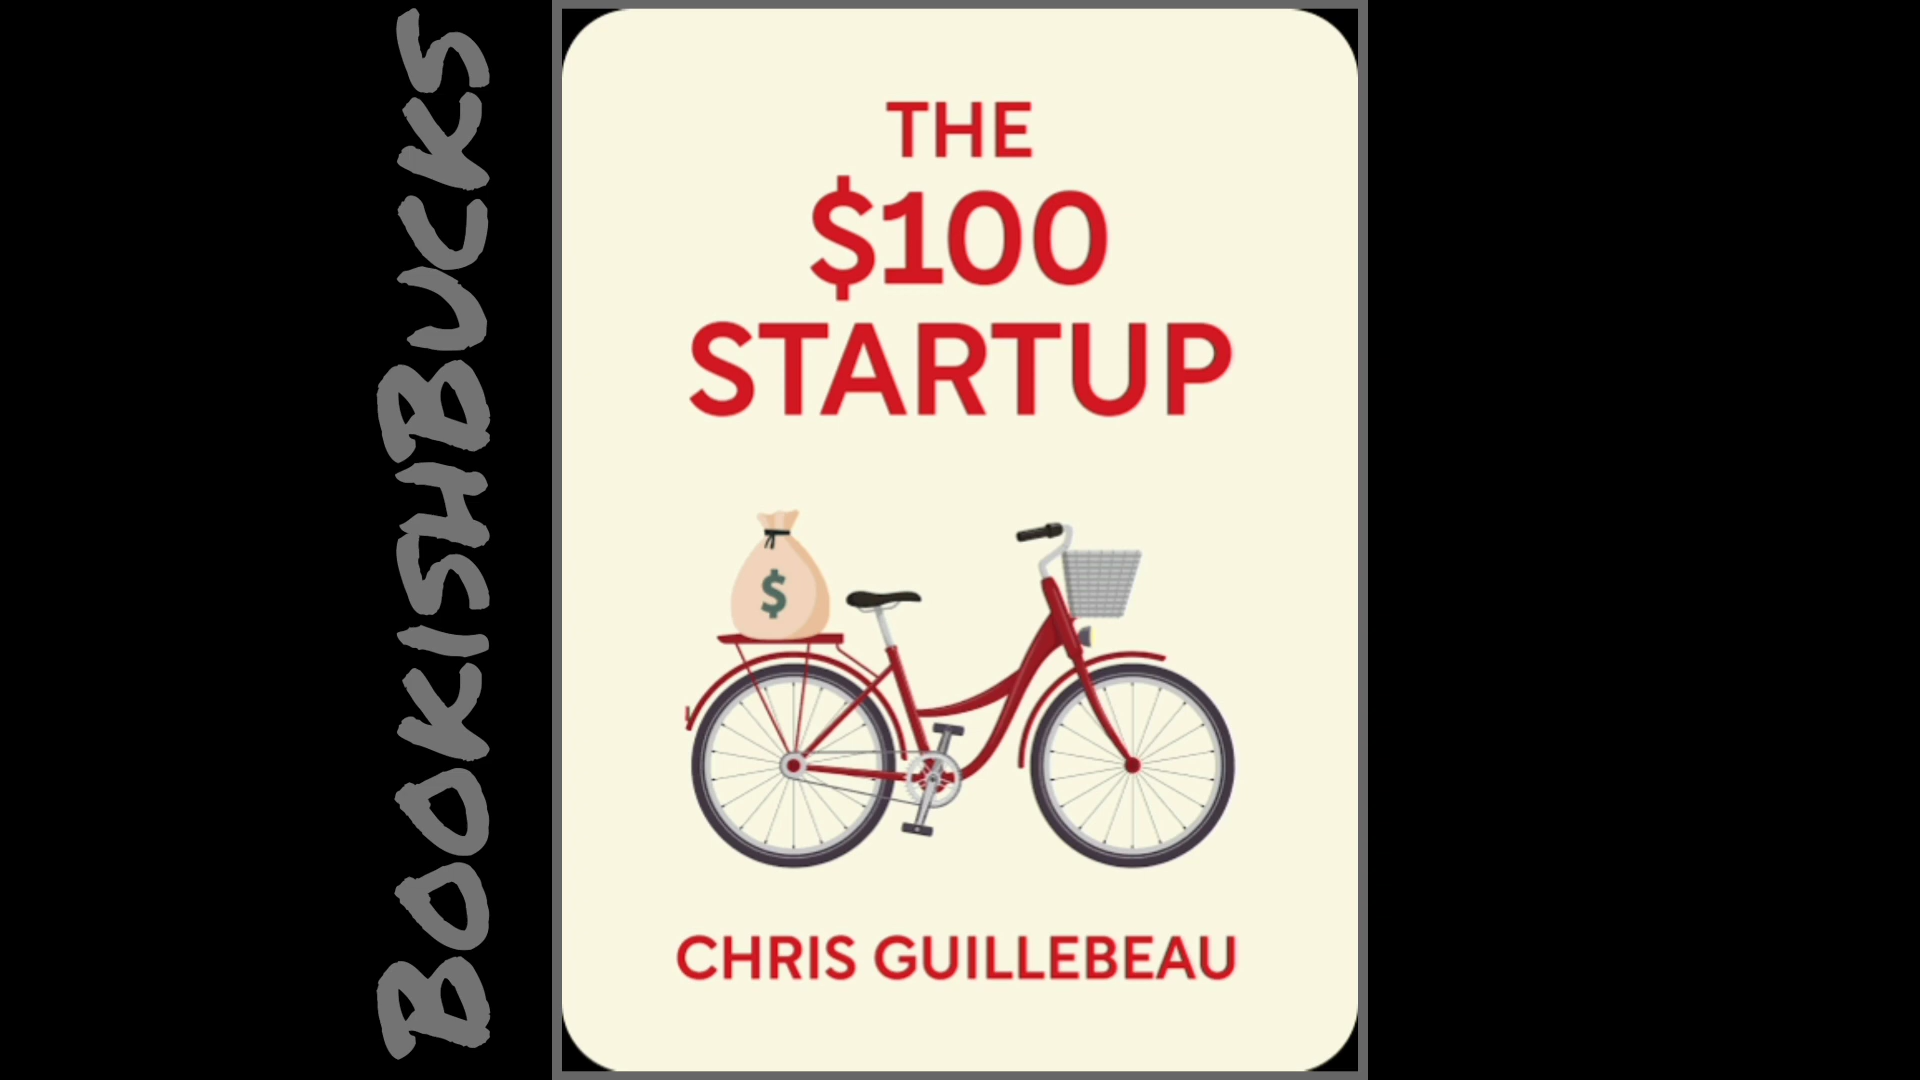 BOOKISHBUCKS
THE
$100
STARTUP
$
CHRIS GUILLEBEAU